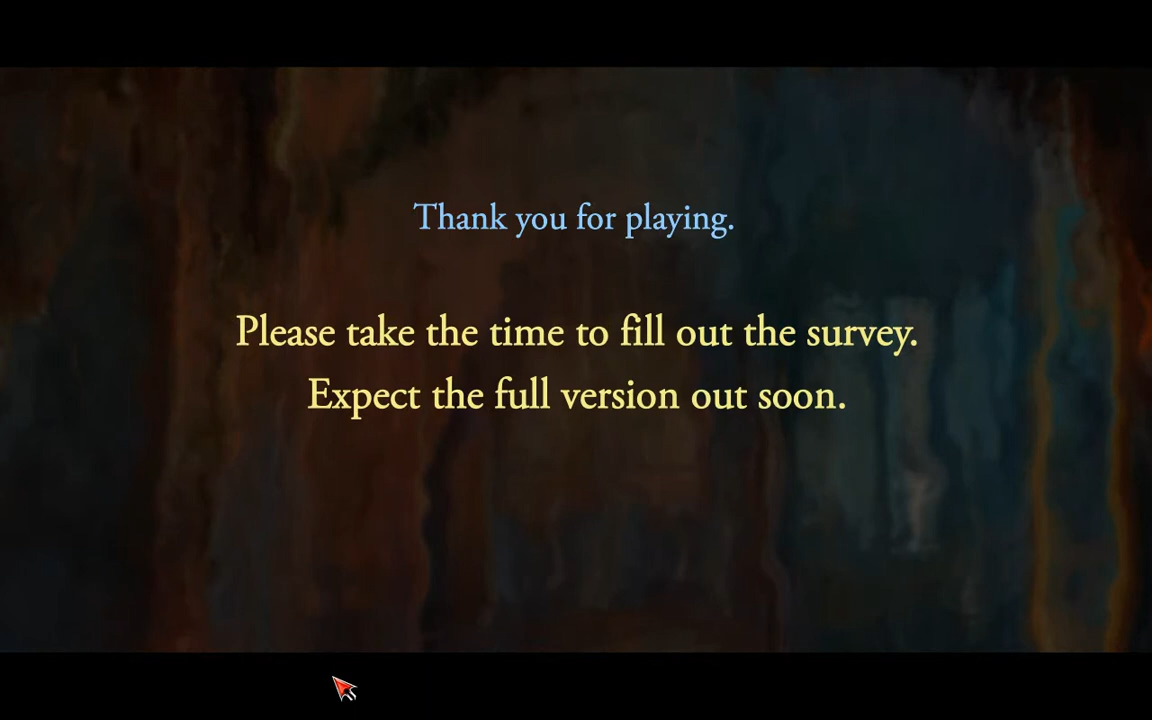 Thank you for playing.
Please take the time to fill out the survey.
Expect the full version out soon.